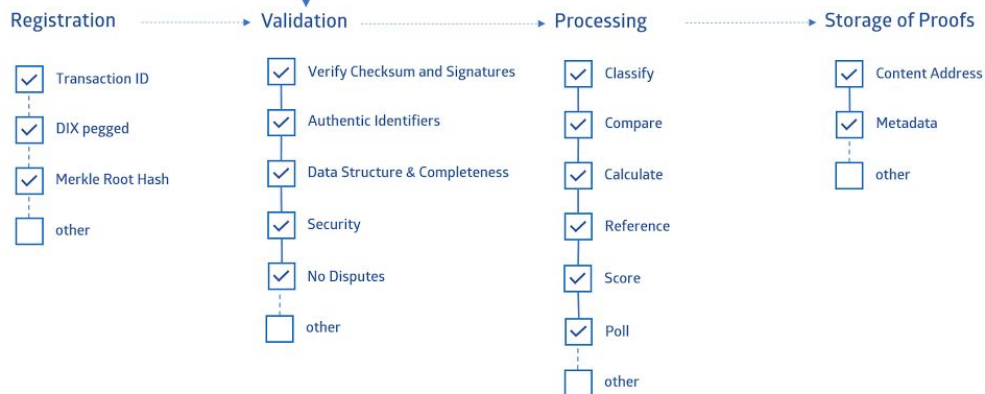 Registration
Validation
Processing
Storage of Proofs
Transaction ID
DIX pegged
Merkle Root Hash
other
Verify Checksum and Signatures
Authentic Identifiers
Data Structure & Completeness
Security
No Disputes
other
Classify
Compare
Calculate
Reference
Score
Poll
other
Content Address
Metadata
other